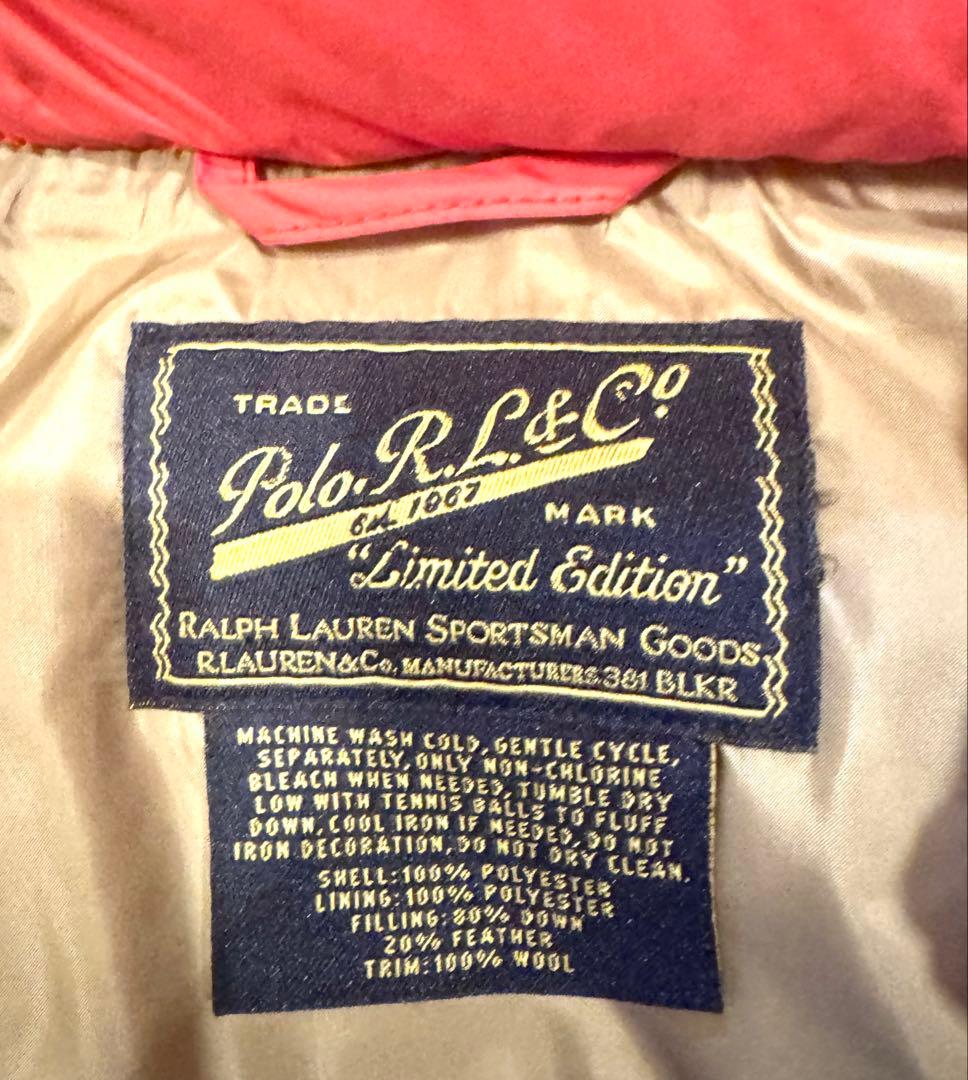 TRADE
Polo. R.L. & Co.
Est. 1967
MARK
"Limited Edition"
RALPH LAUREN SPORTSMAN GOODS.
R.LAUREN&Co. MANUFACTURERS 381 BLKR
MACHINE WASH COLD, GENTLE CYCLE,
SEPARATELY, ONLY NON-CHLORINE
BLEACH WHEN NEEDED, TUMBLE DRY
LOW WITH TENNIS BALLS TO FLUFF
DOWN, COOL IRON IF NEEDED, DO NOT
IRON DECORATION, DO NOT DRY CLEAN.
SHELL:100% POLYESTER
LINING:100% POLYESTER
FILLING:80% DOWN
20% FEATHER
TRIM:100% WOOL